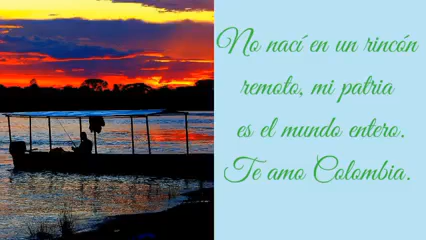 No nací en un rincón
remoto, mi patria
es el mundo entero.
Te amo Colombia.